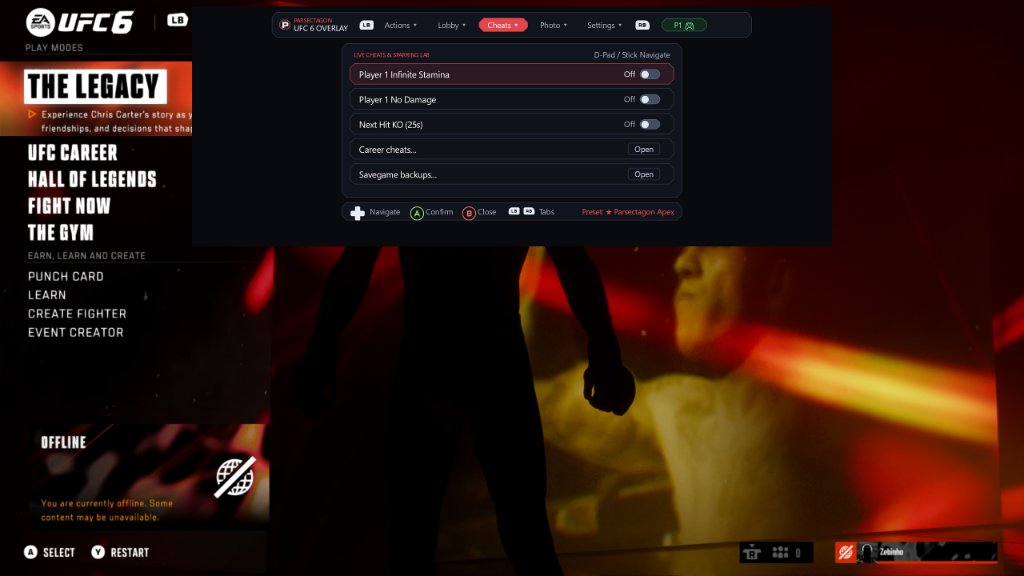 EA SPORTS UFC 6 LB
PLAY MODES
THE LEGACY
Experience Chris Carter's story as y
friendships, and decisions that shap
UFC CAREER
HALL OF LEGENDS
FIGHT NOW
THE GYM
EARN, LEARN AND CREATE
PUNCH CARD
LEARN
CREATE FIGHTER
EVENT CREATOR
OFFLINE
You are currently offline. Some
content may be unavailable.
A SELECT Y RESTART
P PARSECTAGON
UFC 6 OVERLAY
LB Actions Lobby Cheats Photo Settings RB P1
LIVE CHEATS & SPARRING LAB D-Pad / Stick Navigate
Player 1 Infinite Stamina Off
Player 1 No Damage Off
Next Hit KO (25s) Off
Career cheats... Open
Savegame backups... Open
Navigate A Confirm B Close LB RB Tabs Preset: ★ Parsectagon Apex
R 0
Zebinho